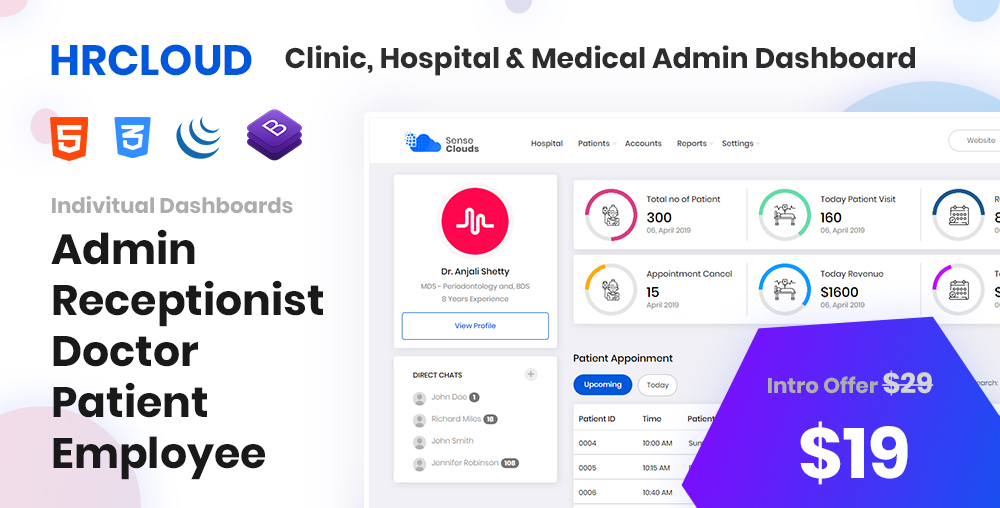 HRCLOUD Clinic, Hospital & Medical Admin Dashboard
5 3 B
Indivitual Dashboards
Admin
Receptionist
Doctor
Patient
Employee
Sense
Clouds
Hospital Patients Accounts Reports Settings
Website
Dr. Anjali Shetty
MDS - Periodontology and, BDS
8 Years Experience
View Profile
DIRECT CHATS +
John Doe 1
Richard Miles 18
John Smith
Jennifer Robinson 108
Total no of Patient
300
06, April 2019
Today Patient Visit
160
06, April 2019
Appointment Cancel
15
April 2019
Today Revenue
$1600
06, April 2019
Patient Appoinment
Upcoming Today
Patient ID Time
0004 10:00 AM
0005 10:15 AM
0006 10:40 AM
Intro Offer $29
$19